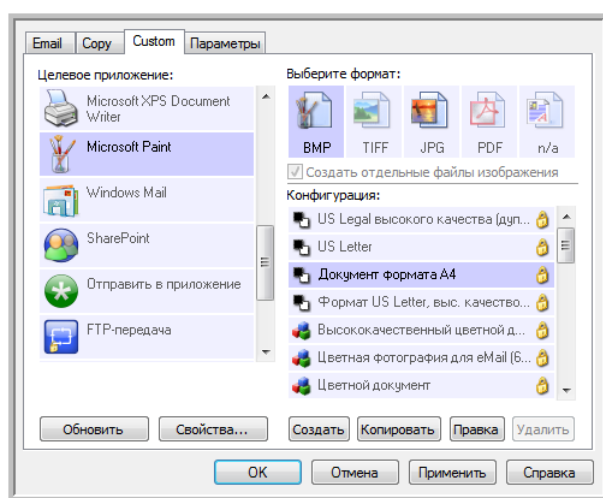 Email Copy Custom Параметры
Целевое приложение:
Microsoft XPS Document
Writer
Microsoft Paint
Windows Mail
SharePoint
Отправить в приложение
FTP-передача
Обновить Свойства...
Выберите формат:
BMP TIFF JPG PDF n/a
Создать отдельные файлы изображения
Конфигурация:
US Legal высокого качества (дуп...
US Letter
Документ формата A4
Формат US Letter, выс. качество...
Высококачественный цветной д...
Цветная фотография для eMail (6...
Цветной документ
Создать Копировать Правка Удалить
OK Отмена Применить Справка